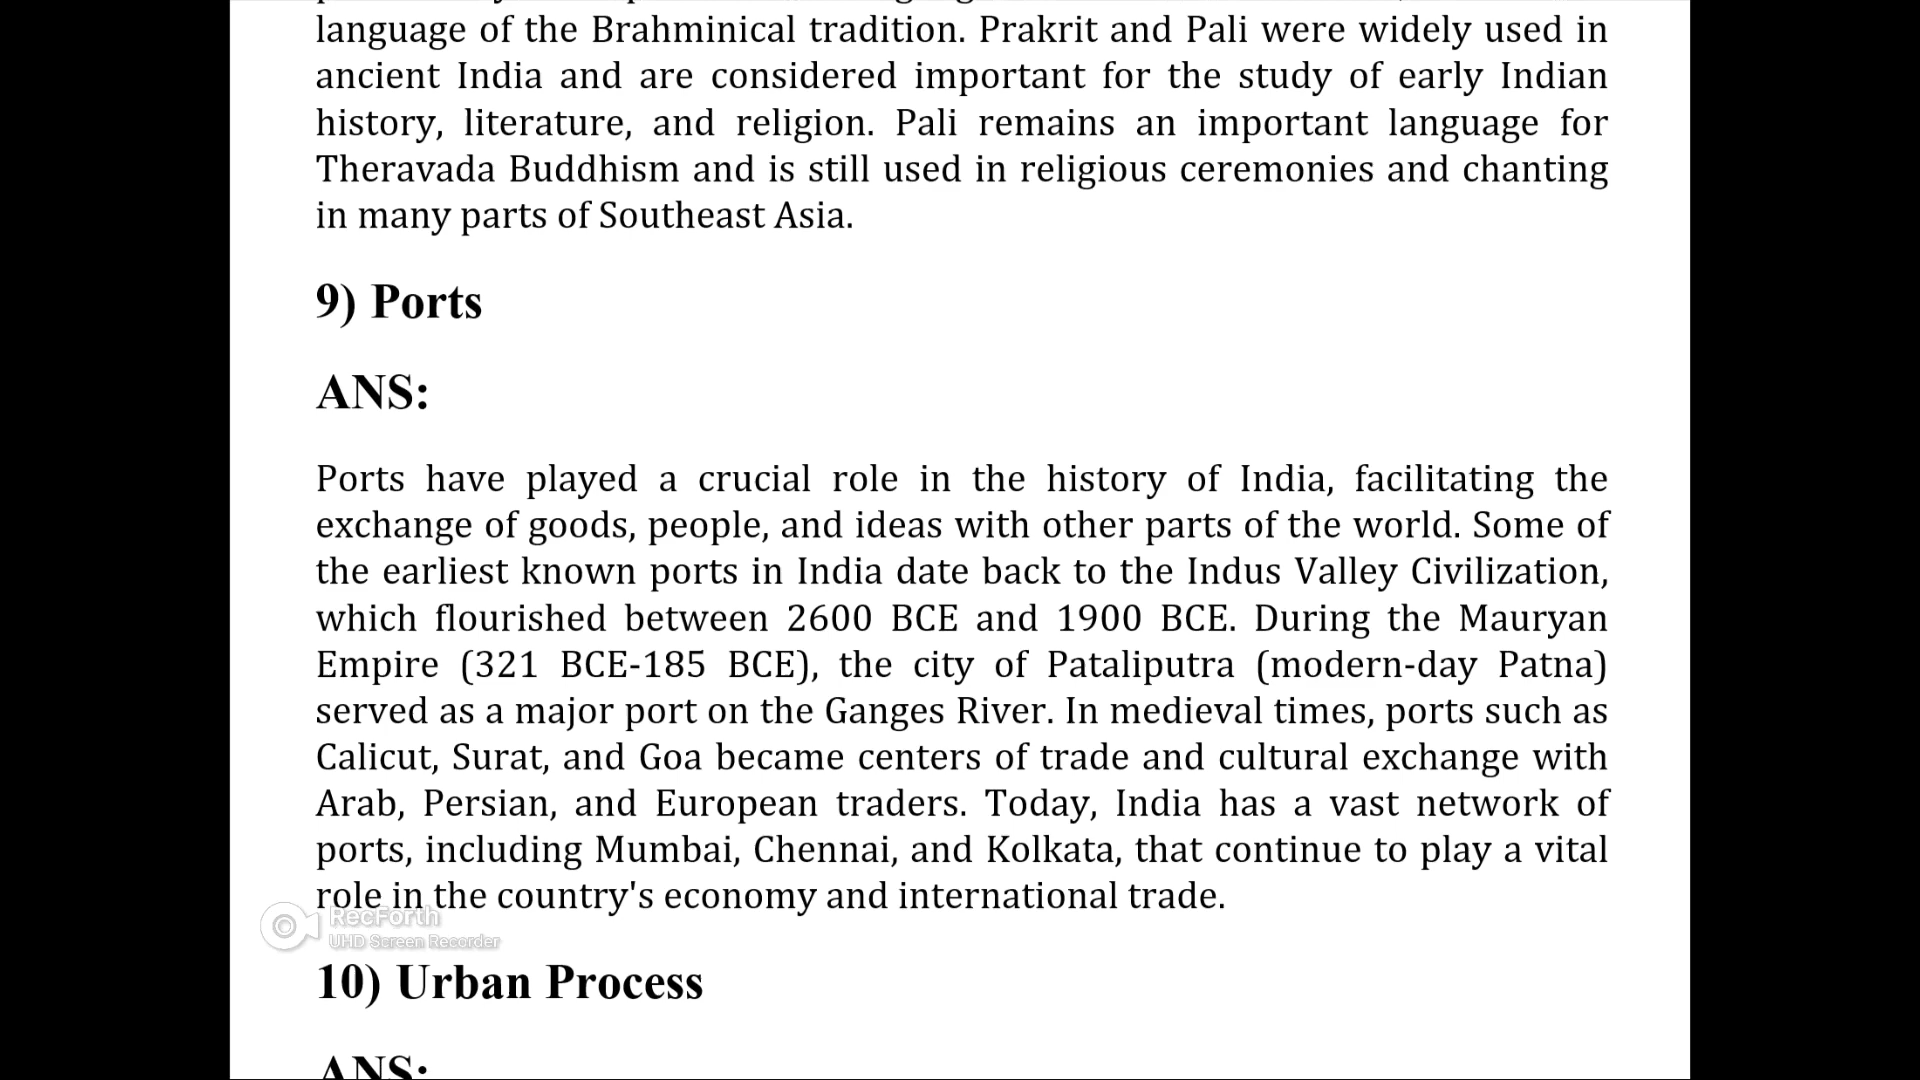 language of the Brahminical tradition. Prakrit and Pali were widely used in
ancient India and are considered important for the study of early Indian
history, literature, and religion. Pali remains an important language for
Theravada Buddhism and is still used in religious ceremonies and chanting
in many parts of Southeast Asia.
9) Ports
ANS:
Ports have played a crucial role in the history of India, facilitating the
exchange of goods, people, and ideas with other parts of the world. Some of
the earliest known ports in India date back to the Indus Valley Civilization,
which flourished between 2600 BCE and 1900 BCE. During the Mauryan
Empire (321 BCE-185 BCE), the city of Pataliputra (modern-day Patna)
served as a major port on the Ganges River. In medieval times, ports such as
Calicut, Surat, and Goa became centers of trade and cultural exchange with
Arab, Persian, and European traders. Today, India has a vast network of
ports, including Mumbai, Chennai, and Kolkata, that continue to play a vital
role in the country's economy and international trade.
RecForth
UHD Screen Recorder
10) Urban Process
ANS: